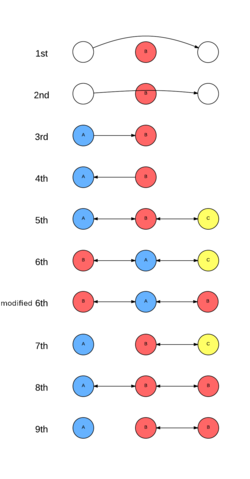 1st B
2nd B
3rd A B
4th A B
5th A B C
6th B A C
modified 6th B A B
7th A B C
8th A B B
9th A B B